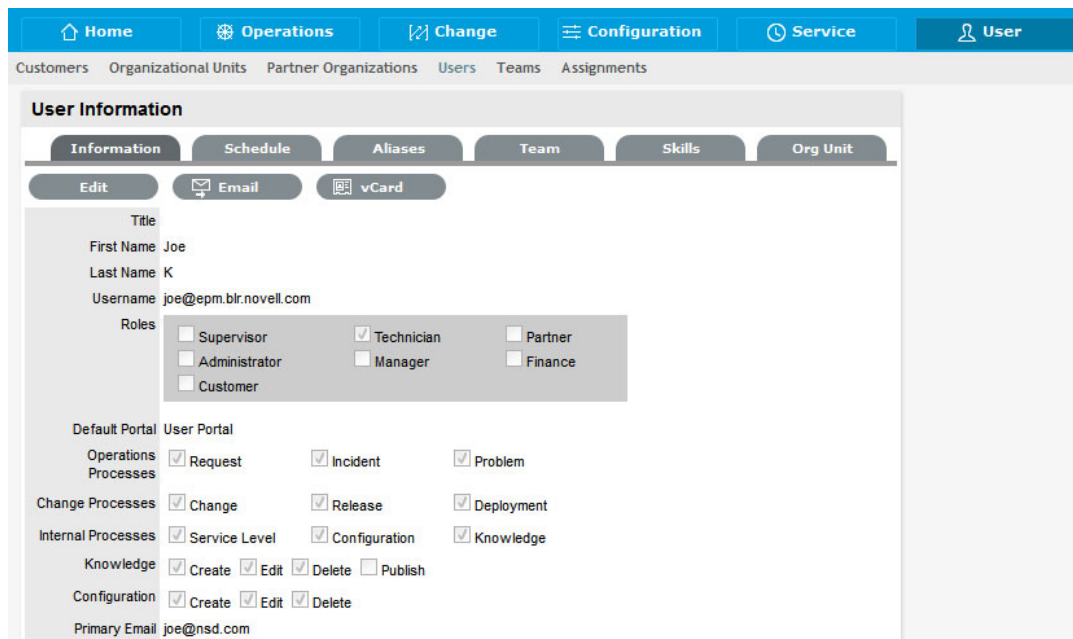 Home Operations Change Configuration Service User
Customers Organizational Units Partner Organizations Users Teams Assignments
User Information
Information Schedule Aliases Team Skills Org Unit
Edit Email vCard
Title
First Name Joe
Last Name K
Username joe@epm.blr.novell.com
Roles
Supervisor Technician Partner
Administrator Manager Finance
Customer
Default Portal User Portal
Operations Processes Request Incident Problem
Change Processes Change Release Deployment
Internal Processes Service Level Configuration Knowledge
Knowledge Create Edit Delete Publish
Configuration Create Edit Delete
Primary Email joe@nsd.com